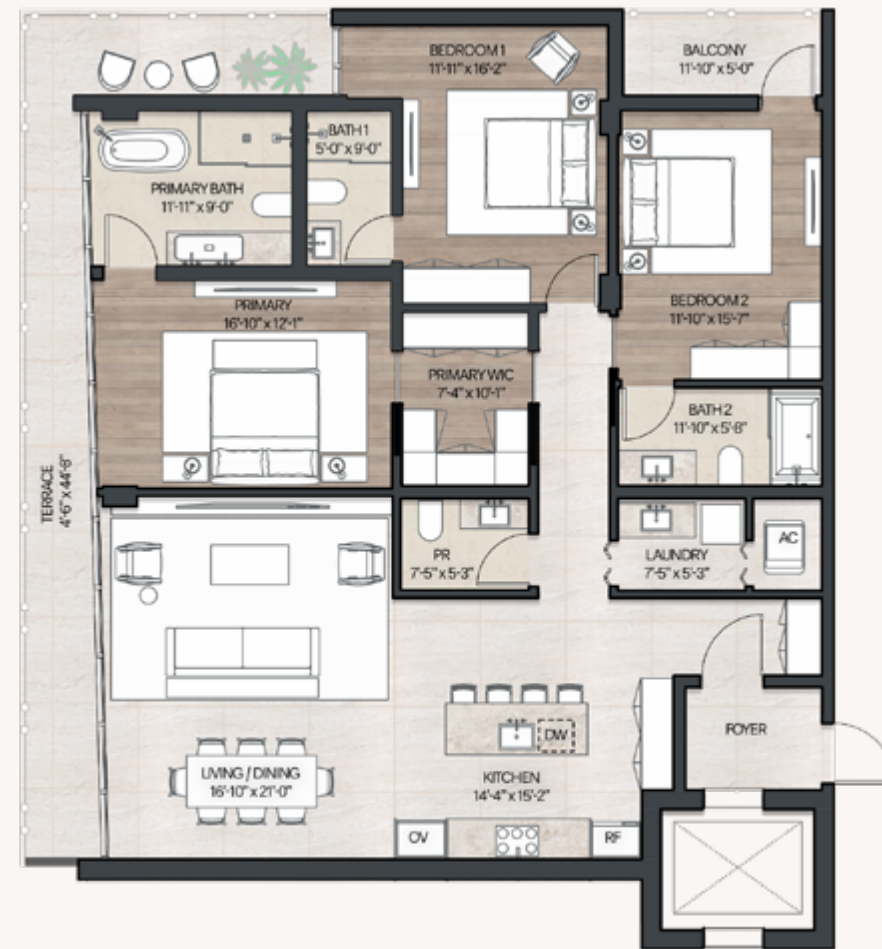 BEDROOM 1
11'-11" x 16'-2"
BALCONY
11'-10" x 5'-0"
BATH 1
5'-0" x 9'-0"
PRIMARY BATH
11'-11" x 9'-0"
PRIMARY
16'-10" x 12'-1"
BEDROOM 2
11'-10" x 15'-7"
PRIMARY WIC
7'-4" x 10'-1"
BATH 2
11'-10" x 5'-8"
TERRACE
4'-6" x 44'-8"
PR
7'-5" x 5'-3"
LAUNDRY
7'-5" x 5'-3"
AC
FOYER
DW
LIVING / DINING
16'-10" x 21'-0"
KITCHEN
14'-4" x 15'-2"
OV
RF